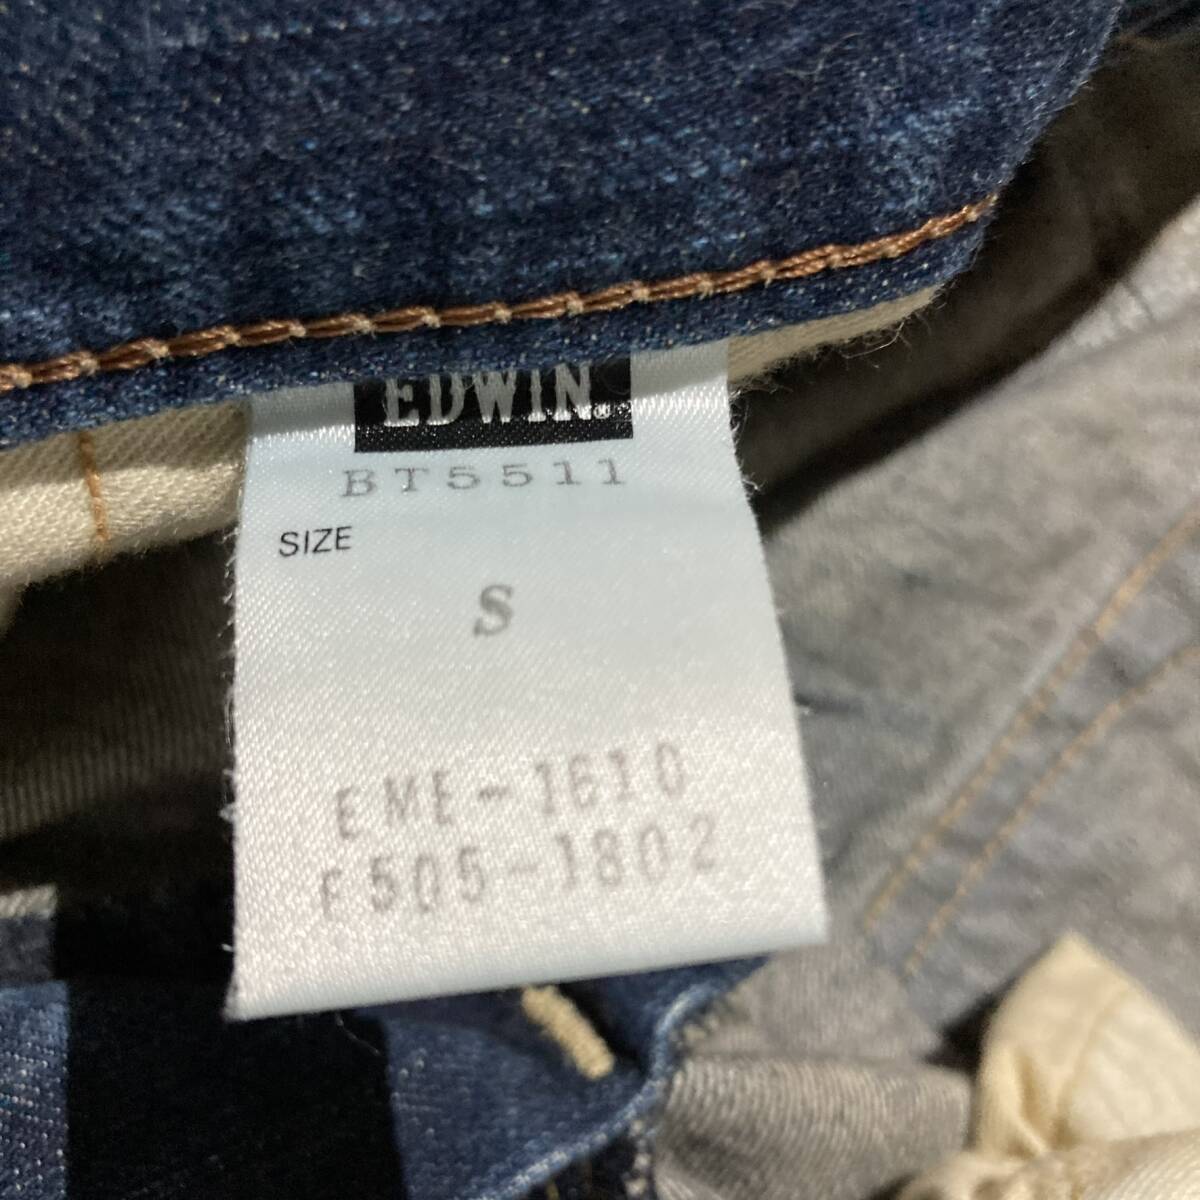 EDWIN.
BT5511
SIZE
S
EME-1610
F505-1802